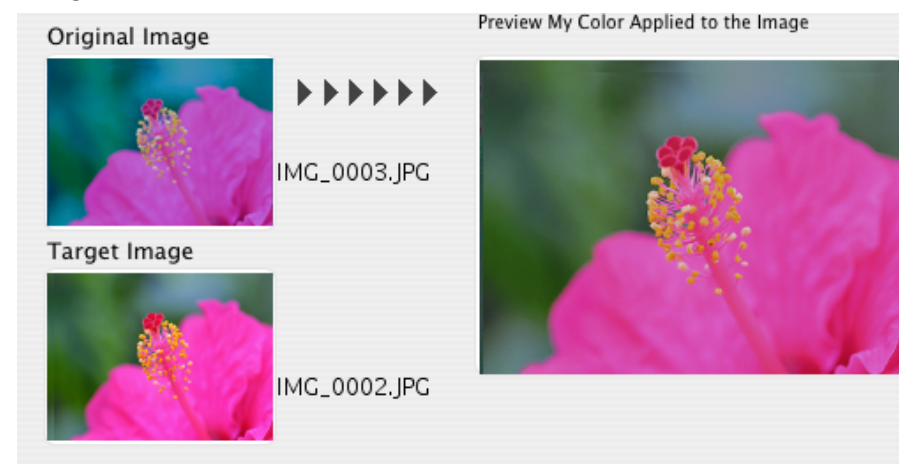 Original Image
Preview My Color Applied to the Image
IMG_0003.JPG
Target Image
IMG_0002.JPG